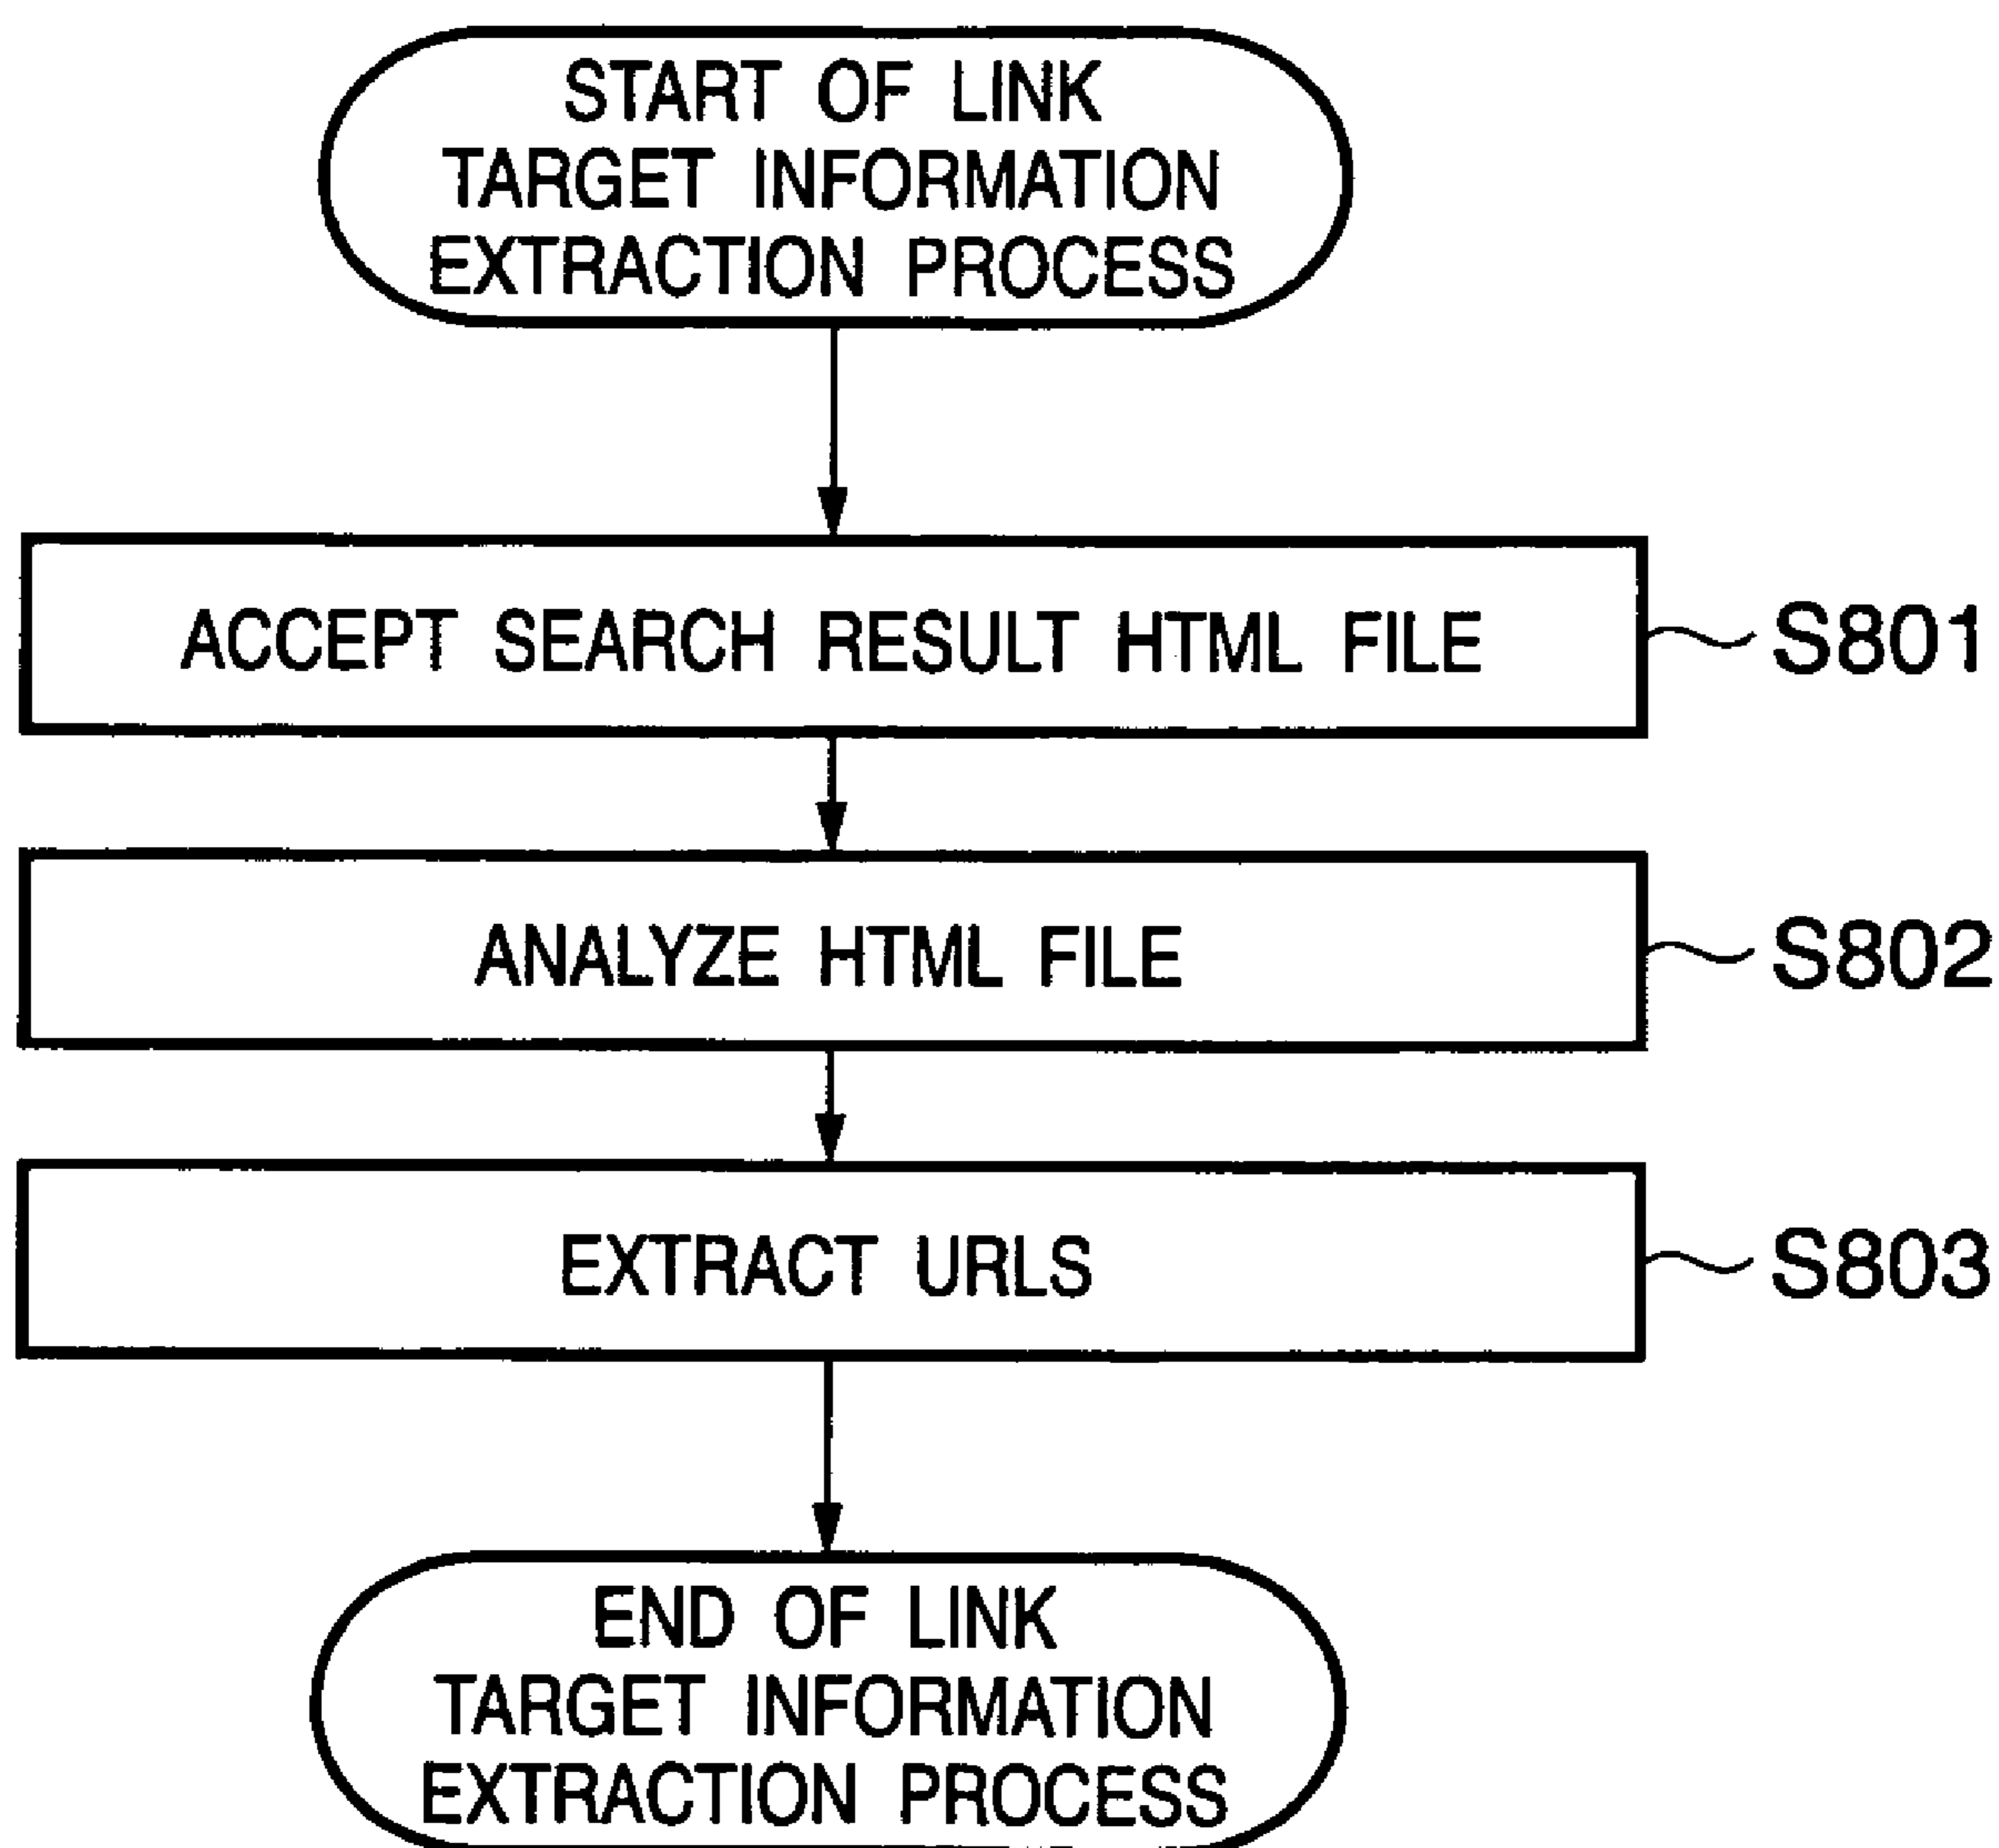 START OF LINK
TARGET INFORMATION
EXTRACTION PROCESS
ACCEPT SEARCH RESULT HTML FILE
S801
ANALYZE HTML FILE
S802
EXTRACT URLS
S803
END OF LINK
TARGET INFORMATION
EXTRACTION PROCESS